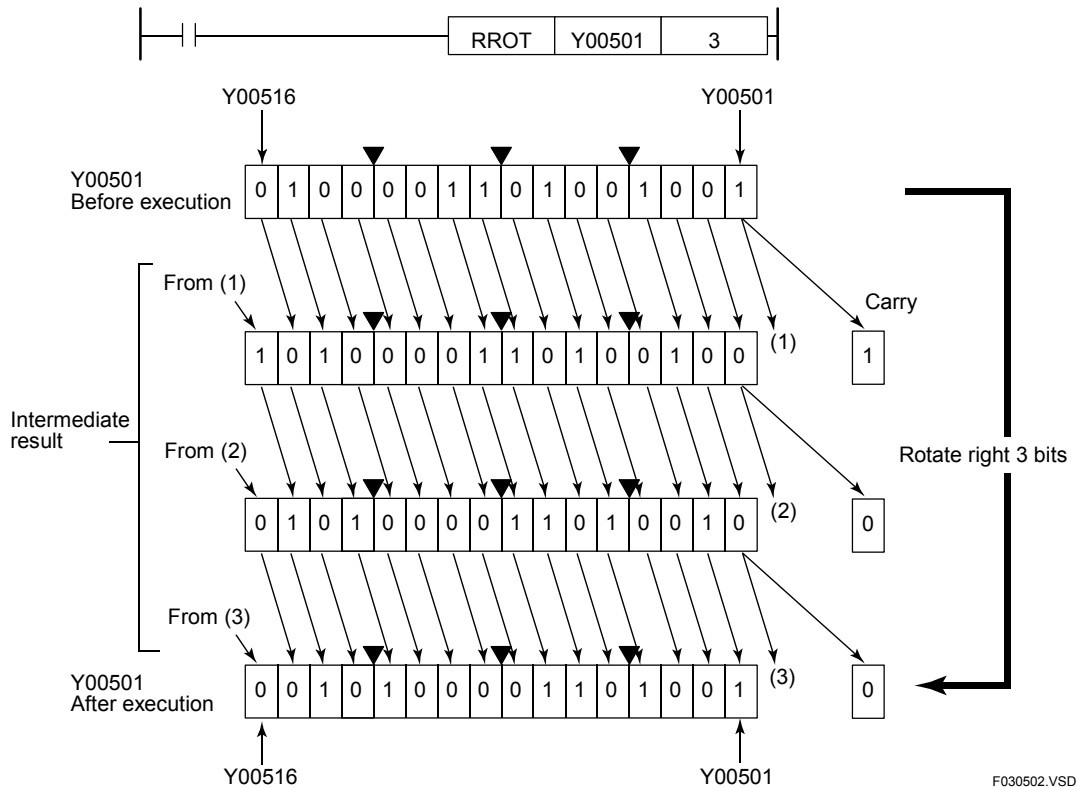 RROT Y00501 3
Y00516 Y00501
Y00501
Before execution
0 1 0 0 0 0 1 1 0 1 0 0 1 0 0 1
From (1)
Carry
(1)
1 0 1 0 0 0 0 1 1 0 1 0 0 1 0 0 1
Intermediate
result
From (2)
Rotate right 3 bits
(2)
0 1 0 1 0 0 0 0 1 1 0 1 0 0 1 0 0
From (3)
(3)
Y00501
After execution
0 0 1 0 1 0 0 0 0 1 1 0 1 0 0 1 0
Y00516 Y00501
F030502.VSD